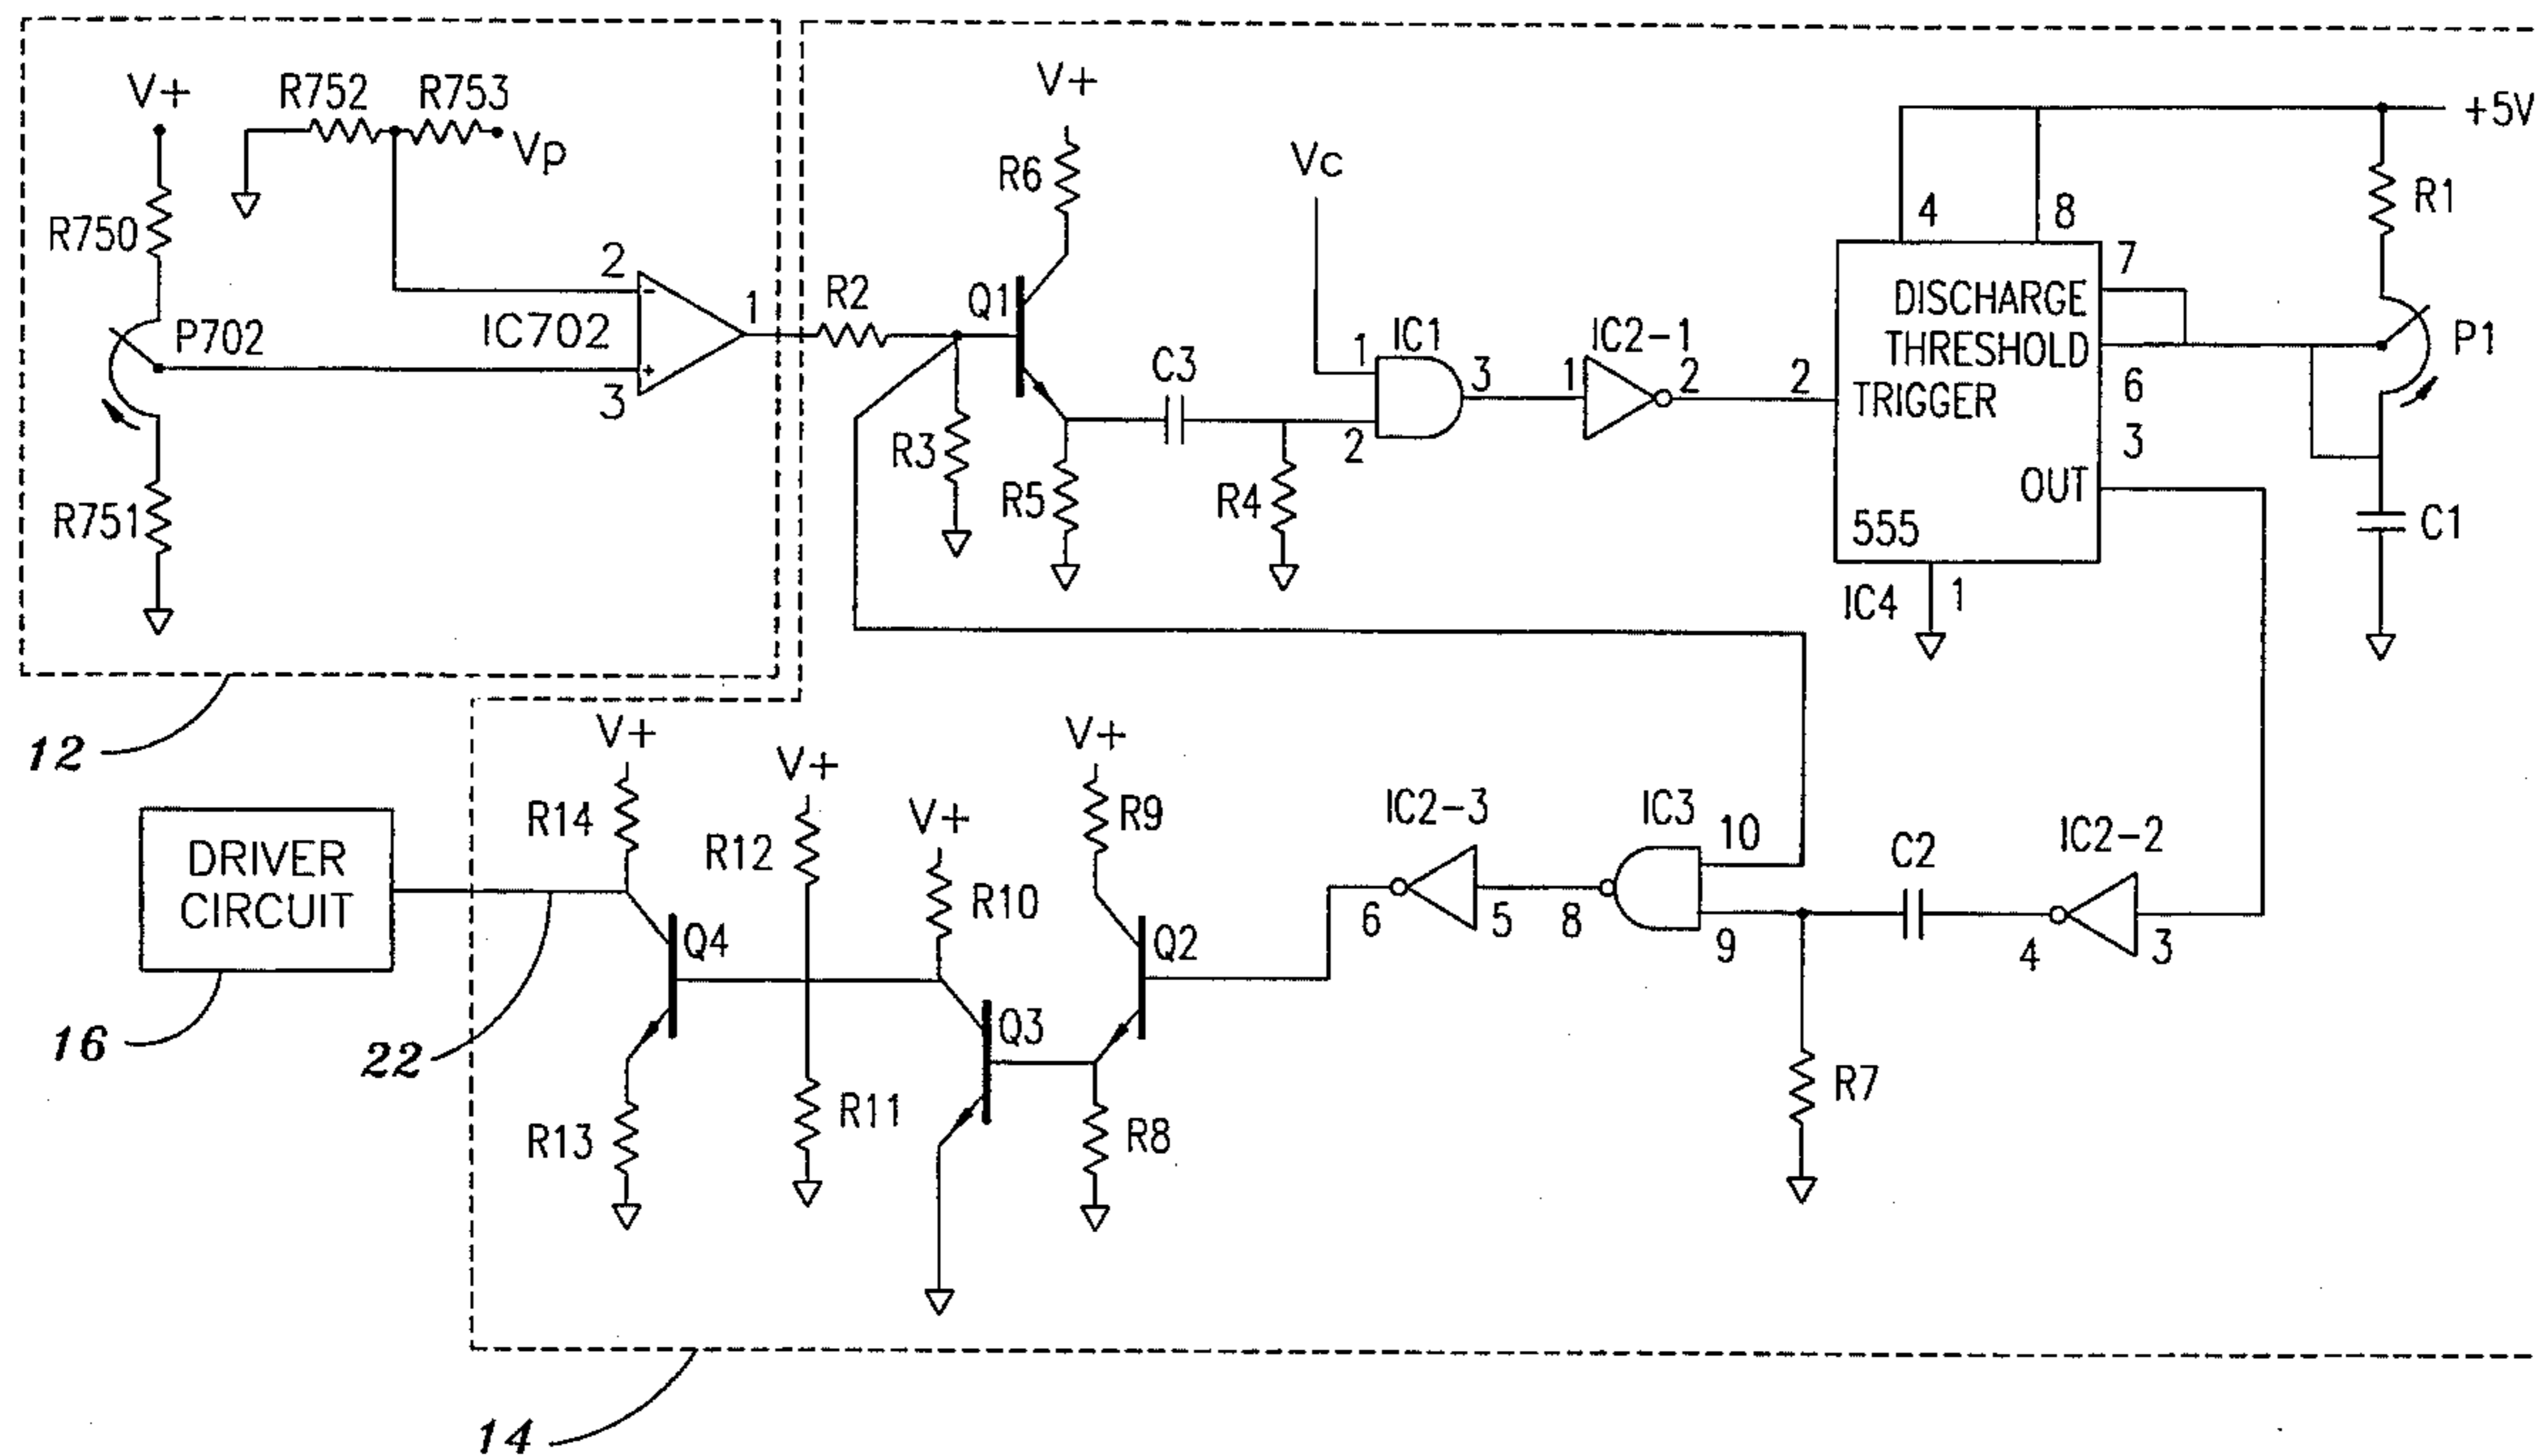 V+
R752 R753
Vp
R750
P702
R751
2
IC702
3
1
12
V+
R6
R2
Q1
R3
R5
C3
R4
Vc
1
2
IC1
3
IC2-1
1
2
2
4
8
7
DISCHARGE
THRESHOLD
TRIGGER
6
3
OUT
555
IC4
1
+5V
R1
P1
C1
DRIVER
CIRCUIT
16
22
V+
R14
Q4
R13
V+
R12
R11
V+
R10
Q3
V+
R9
Q2
R8
IC2-3
6
5
IC3
8
10
9
C2
IC2-2
4
3
R7
14